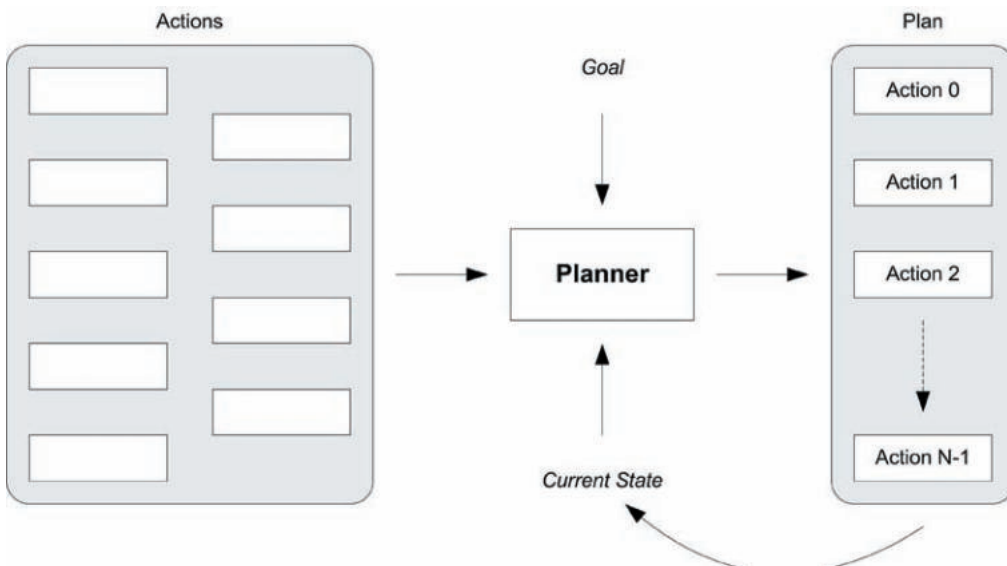 Actions
Goal
Planner
Current State
Plan
Action 0
Action 1
Action 2
Action N-1